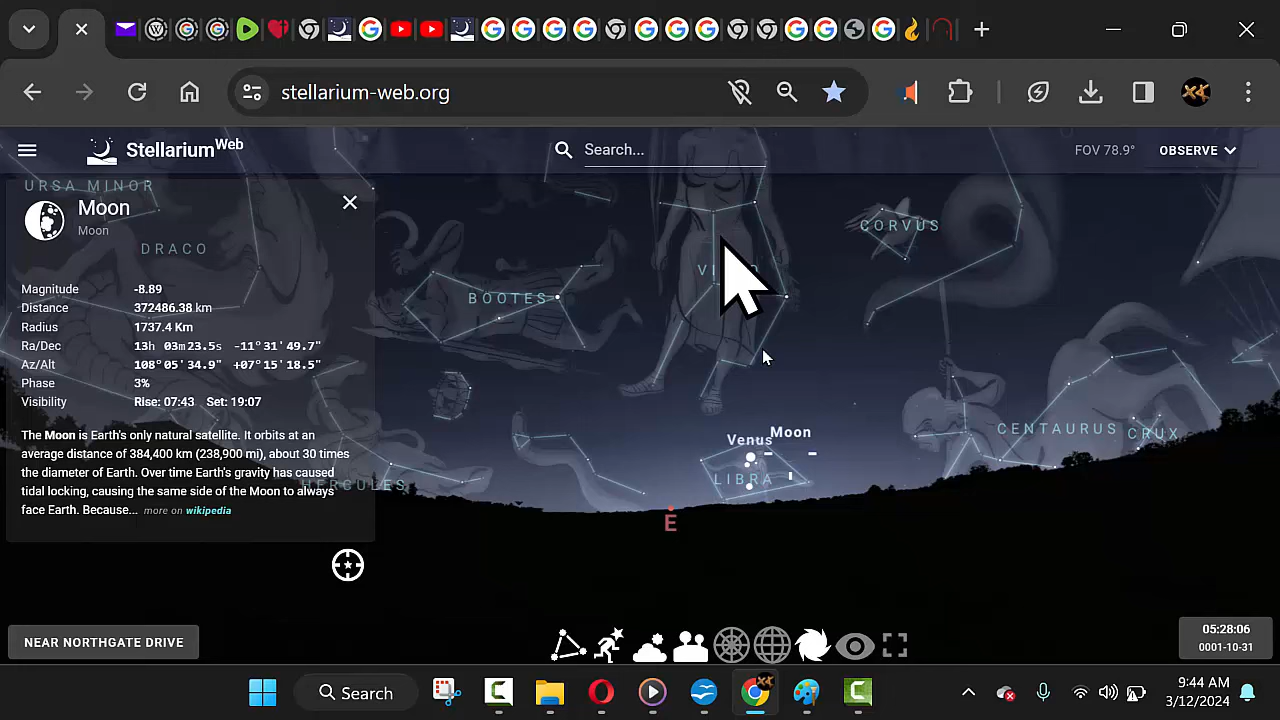 stellarium-web.org
Stellarium Web
Search...
FOV 78.9°
OBSERVE
URSA MINOR
Moon
Moon
DRACO
CORVUS
BOOTES
Magnitude -8.89
Distance 372486.38 km
Radius 1737.4 Km
Ra/Dec 13h 03m23.5s -11°31'49.7"
Az/Alt 108°05'34.9" +07°15'18.5"
Phase 3%
Visibility Rise: 07:43 Set: 19:07
The Moon is Earth's only natural satellite. It orbits at an
average distance of 384,400 km (238,900 mi), about 30 times
the diameter of Earth. Over time Earth's gravity has caused
tidal locking, causing the same side of the Moon to always
face Earth. Because... more on wikipedia
HERCULES
Venus
Moon
LIBRA
CENTAURUS
CRUX
E
NEAR NORTHGATE DRIVE
05:28:06
0001-10-31
Search
9:44 AM
3/12/2024